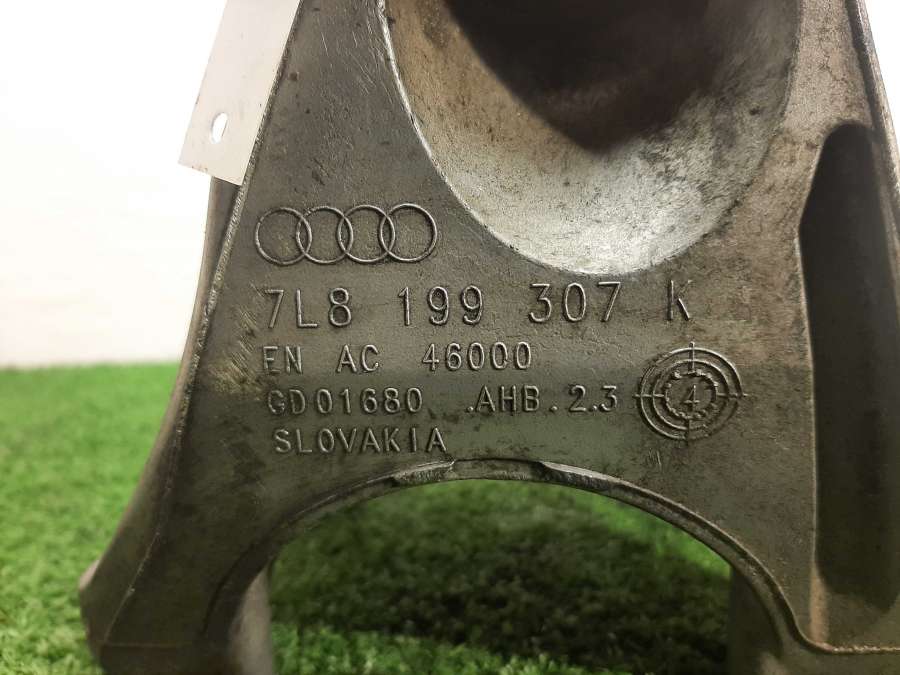 7L8 199 307 K
EN AC 46000
GD01680 .AHB.2.3
4
SLOVAKIA